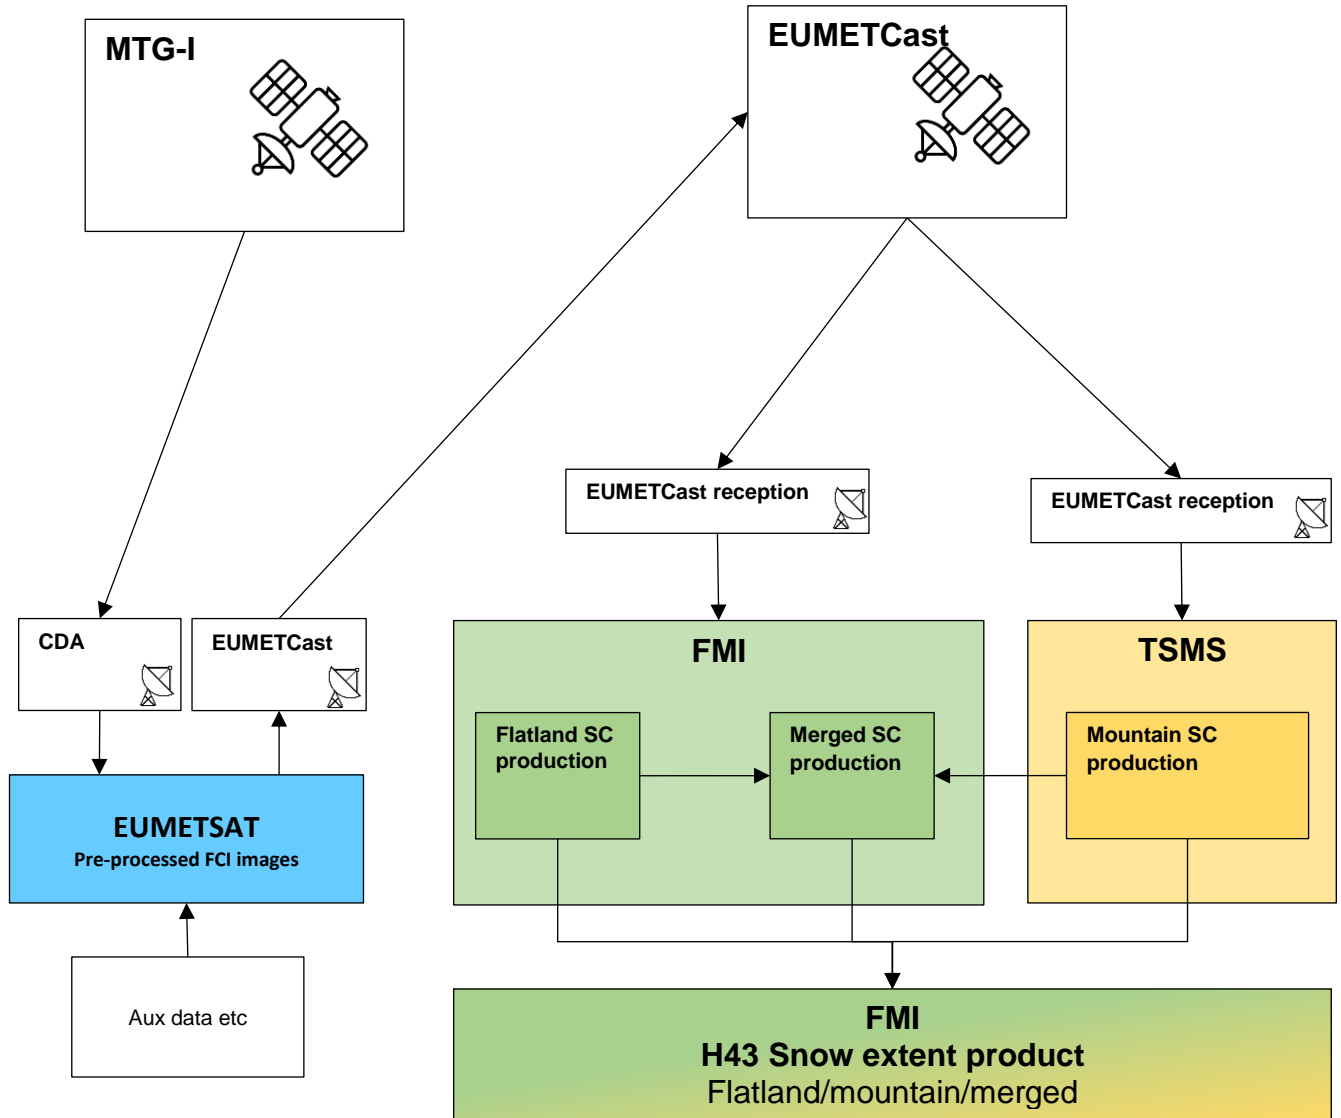 MTG-I
EUMETCast
EUMETCast reception
EUMETCast reception
CDA
EUMETCast
FMI
TSMS
Flatland SC
production
Merged SC
production
Mountain SC
production
EUMETSAT
Pre-processed FCI images
Aux data etc
FMI
H43 Snow extent product
Flatland/mountain/merged